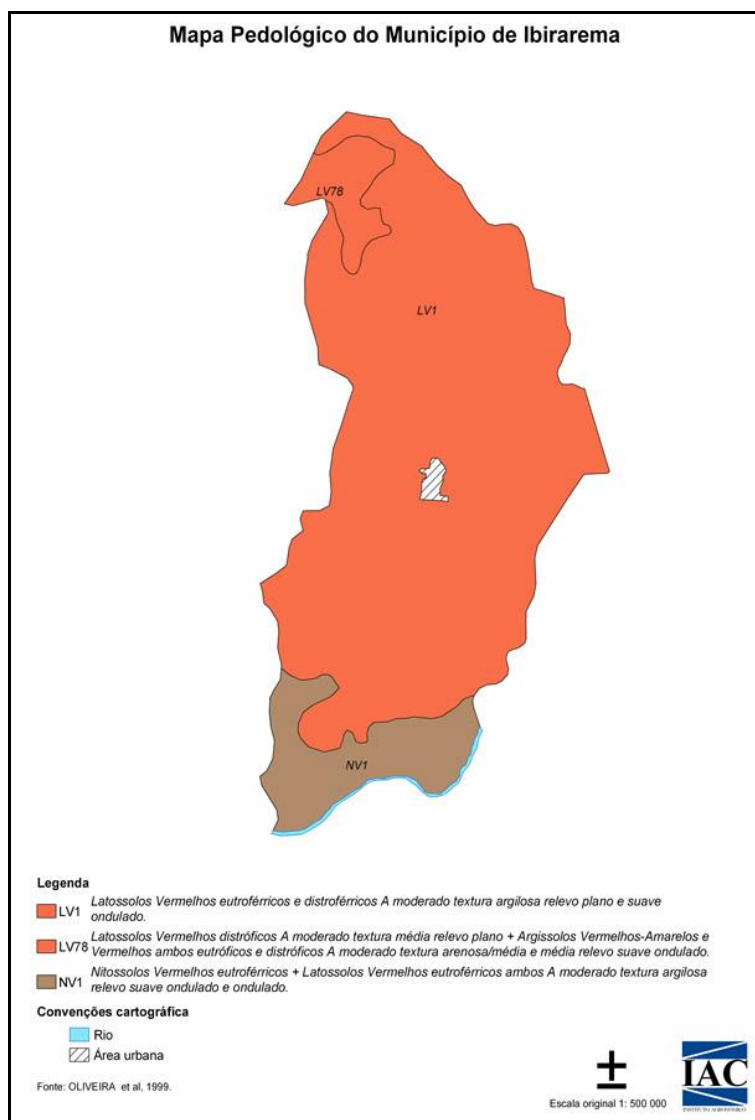 Mapa Pedológico do Município de Ibirarema
LV78
LV1
NV1
Legenda
LV1 Latossolos Vermelhos eutroférricos e distroférricos A moderado textura argilosa relevo plano e suave
ondulado.
LV78 Latossolos Vermelhos distróficos A moderado textura média relevo plano + Argissolos Vermelhos-Amarelos e
Vermelhos ambos eutróficos e distróficos A moderado textura arenosa/média e média relevo suave ondulado.
NV1 Nitossolos Vermelhos eutroférricos + Latossolos Vermelhos eutroférricos ambos A moderado textura argilosa
relevo suave ondulado e ondulado.
Convenções cartográfica
Rio
Área urbana
Fonte: OLIVEIRA et al, 1999.
Escala original 1: 500 000
IAC
INSTITUTO AGRONÔMICO